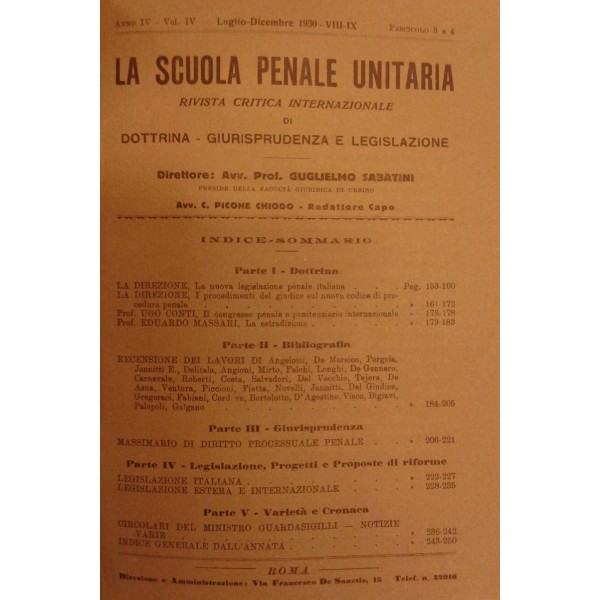 ANNO IV - VOL. IV Luglio-Dicembre 1930 - VIII-IX FASCICOLO 3 e 4
LA SCUOLA PENALE UNITARIA
RIVISTA CRITICA INTERNAZIONALE
DI
DOTTRINA - GIURISPRUDENZA E LEGISLAZIONE
Direttore: Avv. Prof. GUGLIELMO SABATINI
PRESIDE DELLA FACOLTÀ GIURIDICA DI URBINO
Avv. C. PICONE CHIODO - Redattore Capo
INDICE-SOMMARIO
Parte I - Dottrina
LA DIREZIONE, La nuova legislazione penale italiana . . . Pag. 153-160
LA DIREZIONE, I procedimenti del giudice sul nuovo codice di pro-
cedura penale . . . » 161-172
Prof. UGO CONTI, Il congresso penale e penitenziario internazionale » 173-178
Prof. EDUARDO MASSARI, La estradizione . . . » 179-183
Parte II - Bibliografia
RECENSIONE DEI LAVORI DI Angelotti, De Marsico, Pergola,
Jannitti E., Delitala, Angioni, Mirto, Falchi, Longhi, De Gennaro,
Carnevale, Roberti, Costa, Salvadori, Del Vecchio, Tejera, De
Asua, Ventura, Piccioni, Fietta, Novelli, Jannitti, Del Giudice,
Gregoraci, Fabiani, Cordova, Bortolotto, D'Agostino, Visco, Bigiavi,
Palopoli, Galgano . . . » 184-205
Parte III - Giurisprudenza
MASSIMARIO DI DIRITTO PROCESSUALE PENALE . . . » 206-221
Parte IV - Legislazione, Progetti e Proposte di riforme
LEGISLAZIONE ITALIANA . . . » 222-227
LEGISLAZIONE ESTERA E INTERNAZIONALE . . . » 228-235
Parte V - Varietà e Cronaca
CIRCOLARI DEL MINISTRO GUARDASIGILLI — NOTIZIE
VARIE . . . » 236-242
INDICE GENERALE DALL'ANNATA . . . » 243-250
ROMA
Direzione e Amministrazione: Via Francesco De Sanctis, 15 Telef. n. 22016